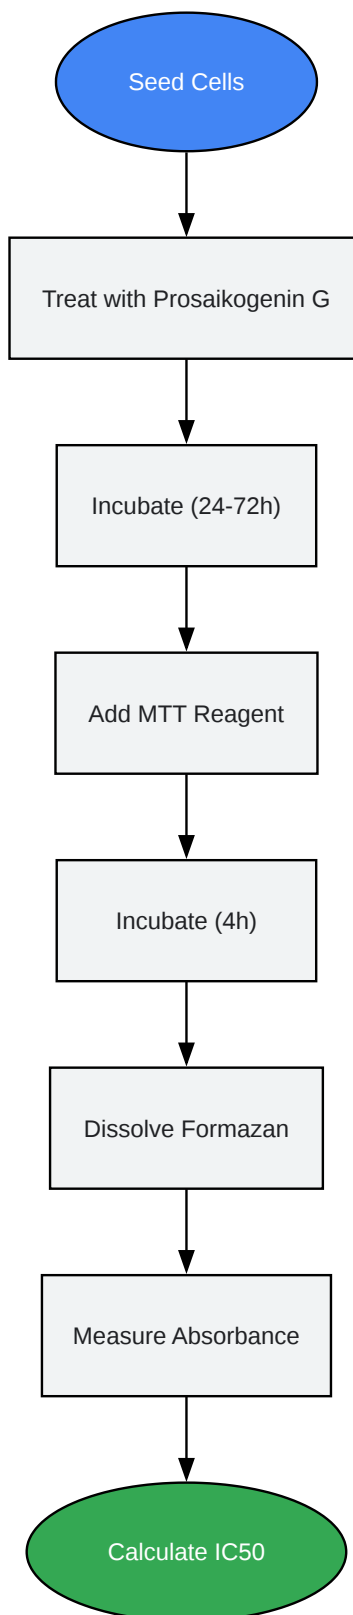 Seed Cells
Treat with Prosaikogenin G
Incubate (24-72h)
Add MTT Reagent
Incubate (4h)
Dissolve Formazan
Measure Absorbance
Calculate IC50